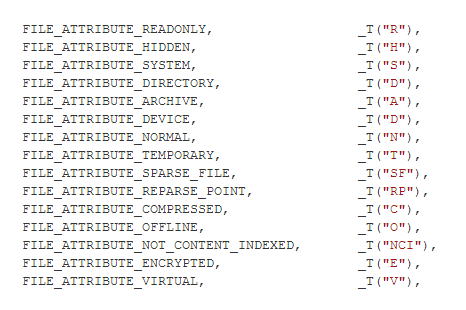 FILE_ATTRIBUTE_READONLY, _T("R"),
FILE_ATTRIBUTE_HIDDEN, _T("H"),
FILE_ATTRIBUTE_SYSTEM, _T("S"),
FILE_ATTRIBUTE_DIRECTORY, _T("D"),
FILE_ATTRIBUTE_ARCHIVE, _T("A"),
FILE_ATTRIBUTE_DEVICE, _T("D"),
FILE_ATTRIBUTE_NORMAL, _T("N"),
FILE_ATTRIBUTE_TEMPORARY, _T("T"),
FILE_ATTRIBUTE_SPARSE_FILE, _T("SF"),
FILE_ATTRIBUTE_REPARSE_POINT, _T("RP"),
FILE_ATTRIBUTE_COMPRESSED, _T("C"),
FILE_ATTRIBUTE_OFFLINE, _T("O"),
FILE_ATTRIBUTE_NOT_CONTENT_INDEXED, _T("NCI"),
FILE_ATTRIBUTE_ENCRYPTED, _T("E"),
FILE_ATTRIBUTE_VIRTUAL, _T("V"),